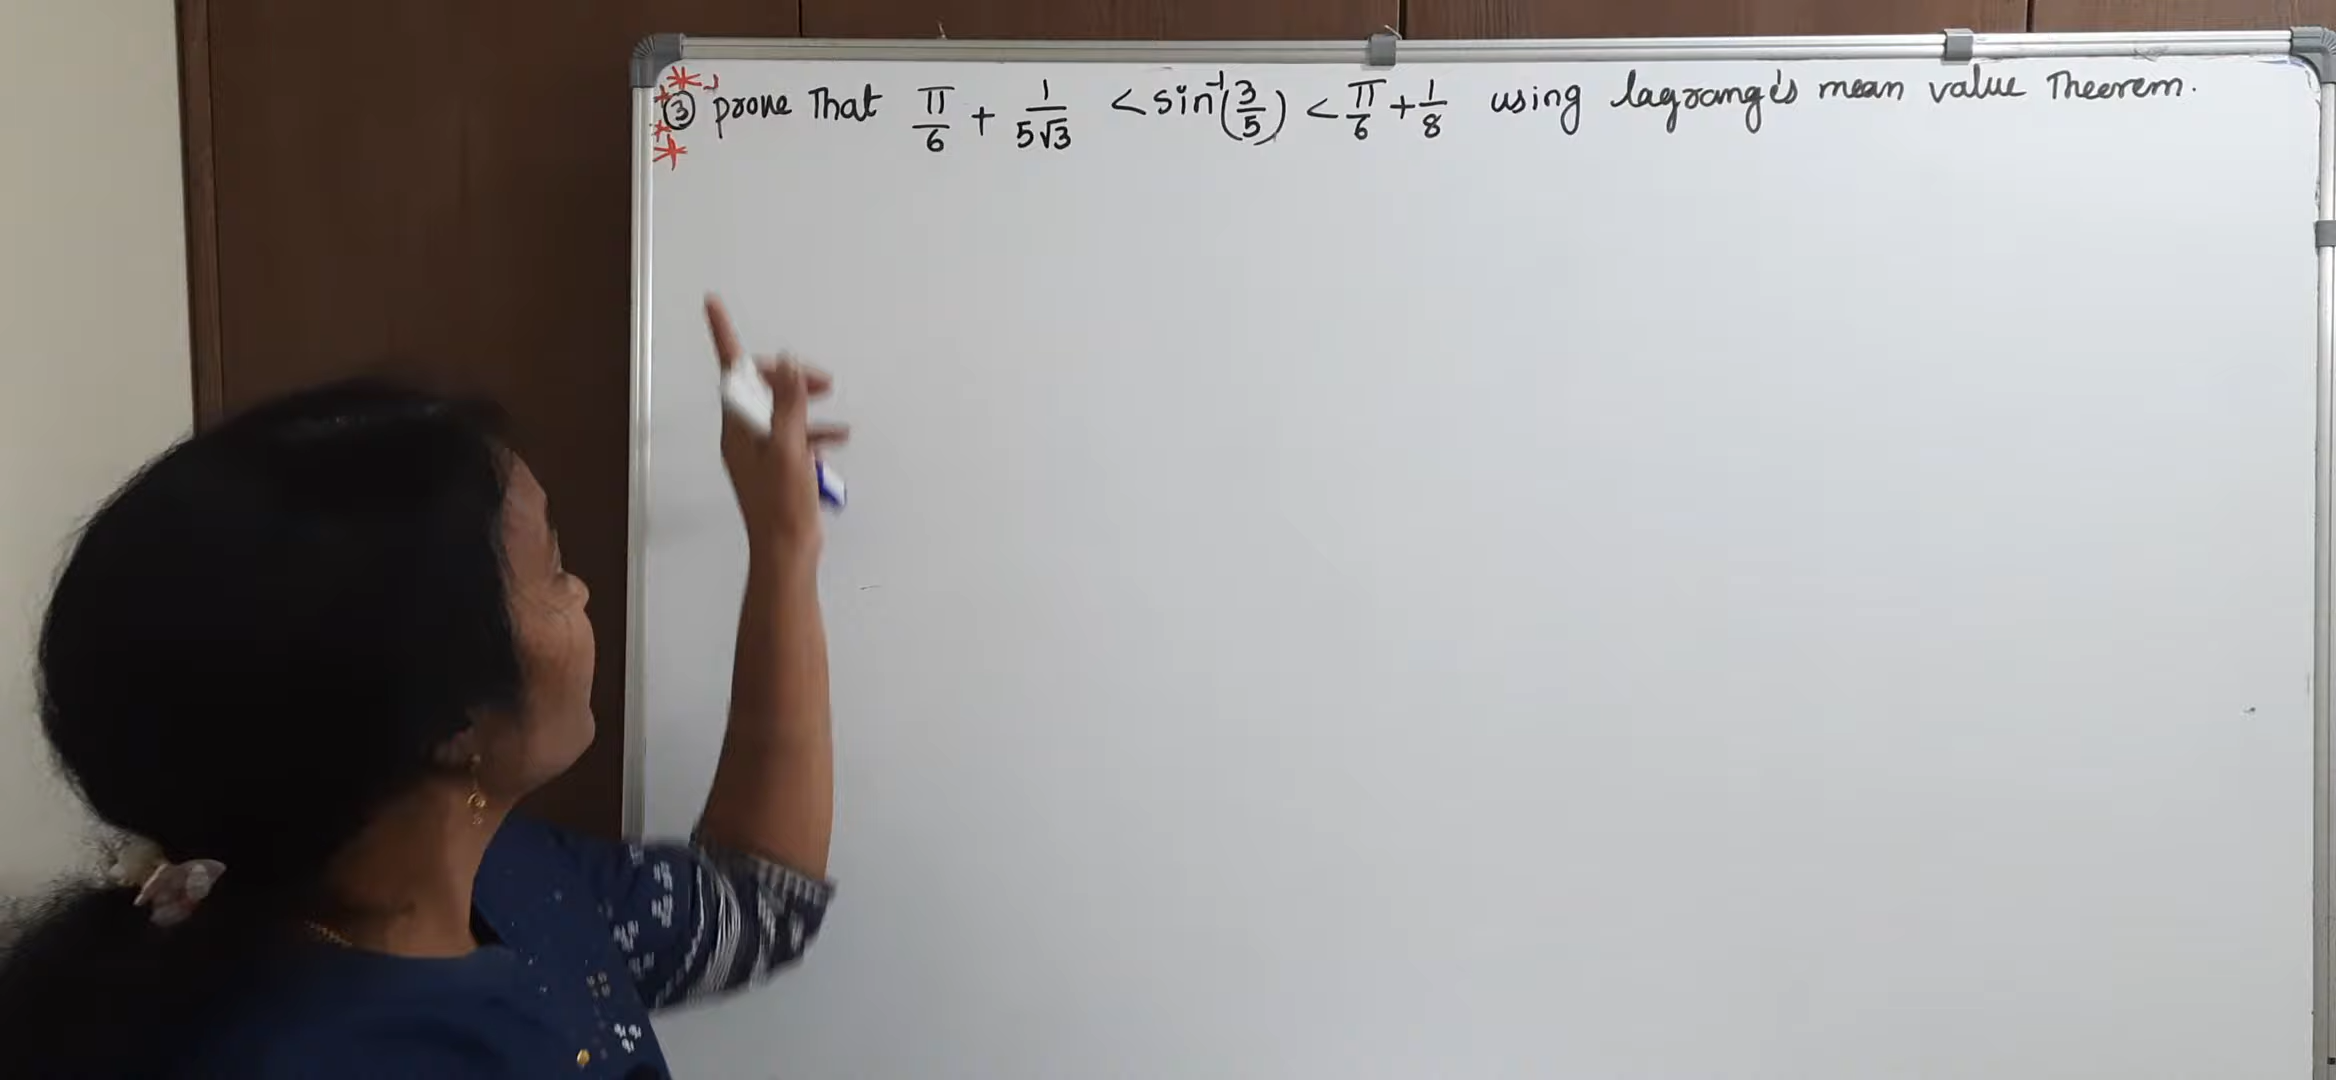 ③ prove That π/6 + 1/5√3 < sin⁻¹(3/5) < π/6 + 1/8 using lagrange's mean value Theorem.